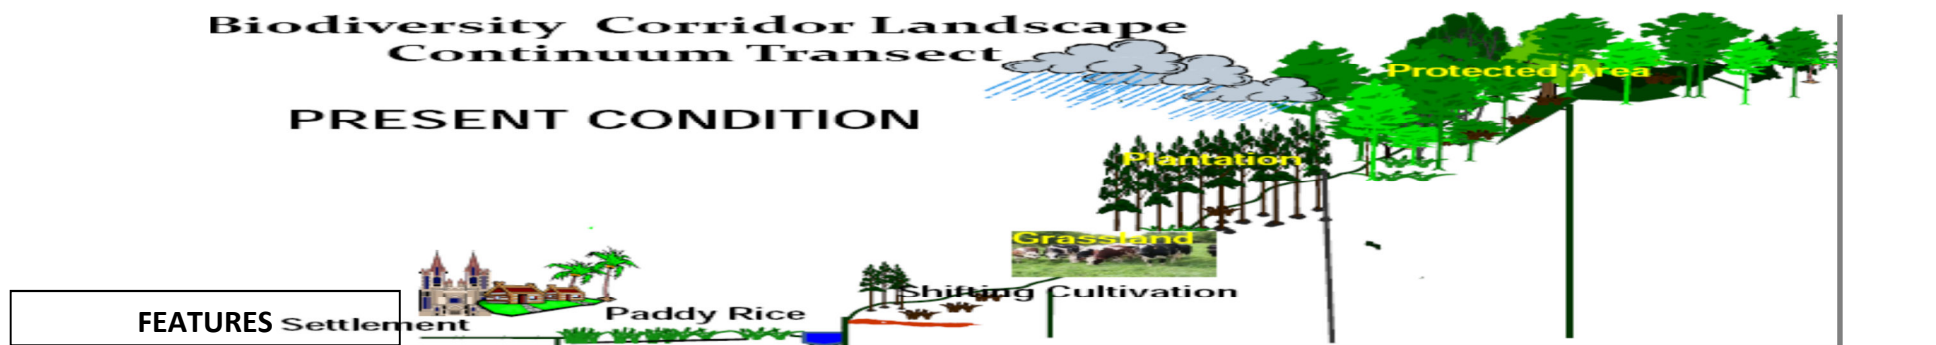 Biodiversity Corridor Landscape
Continuum Transect
PRESENT CONDITION
Protected Area
Plantation
Grassland
Shifting Cultivation
Paddy Rice
FEATURES Settlement